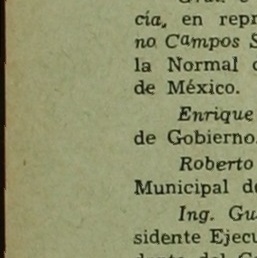 cía, en repr
no Campos S
la Normal
de México.
Enrique
de Gobierno.
Roberto
Municipal de
Ing. Gu
sidente Ejecu